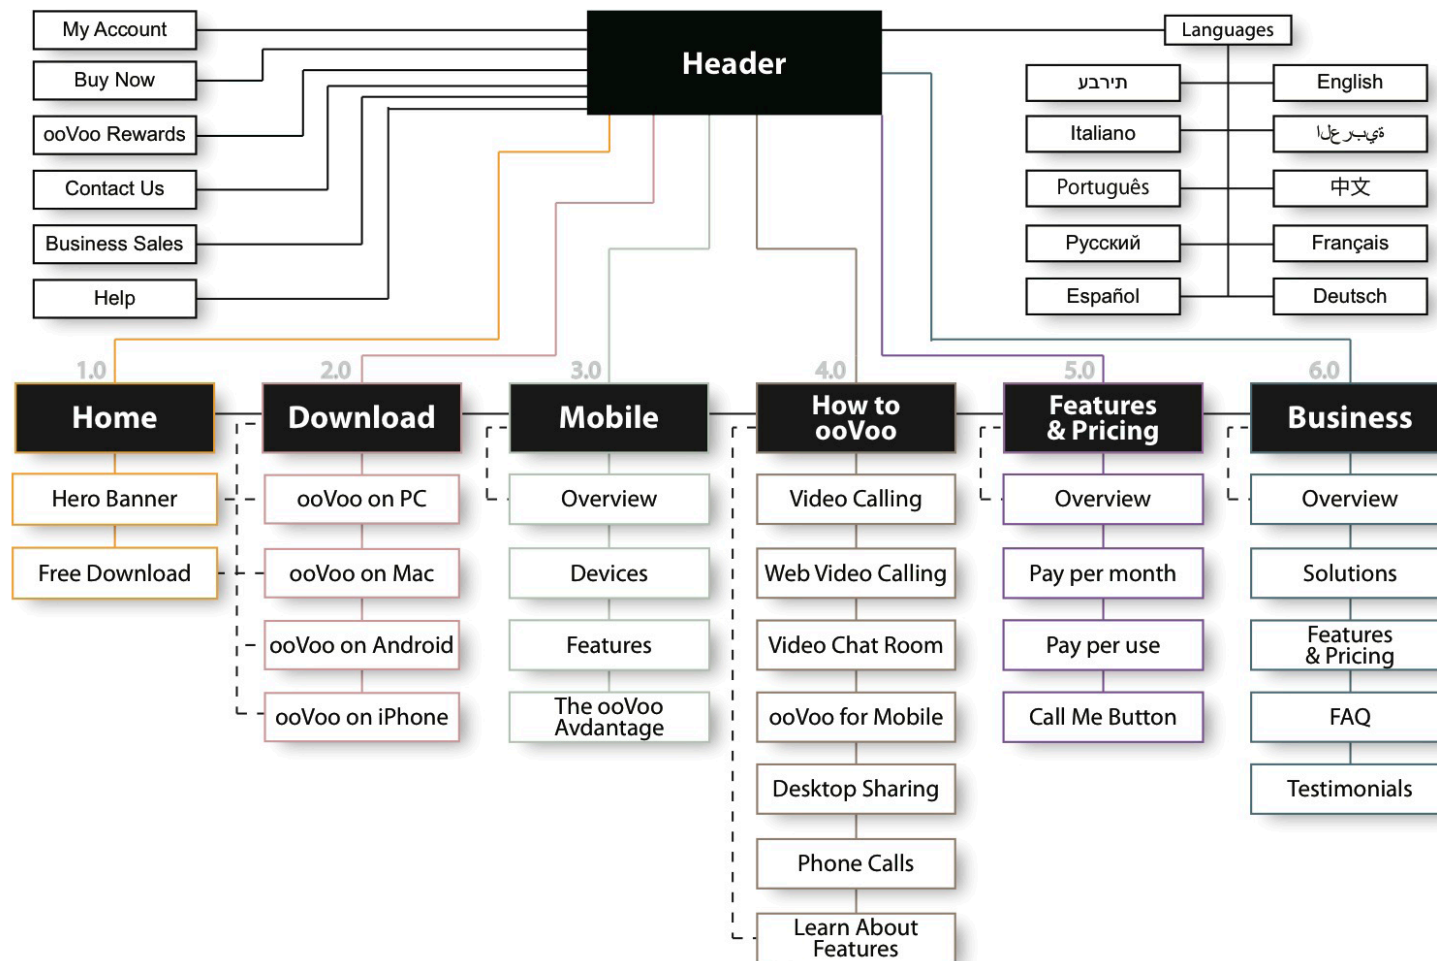 Header
My Account
Buy Now
ooVoo Rewards
Contact Us
Business Sales
Help
Languages
תירבע
English
Italiano
ةيبرعلا
Português
中文
Русский
Français
Español
Deutsch
1.0
2.0
3.0
4.0
5.0
6.0
Home
Hero Banner
Free Download
Download
ooVoo on PC
ooVoo on Mac
ooVoo on Android
ooVoo on iPhone
Mobile
Overview
Devices
Features
The ooVoo
Avdantage
How to
ooVoo
Video Calling
Web Video Calling
Video Chat Room
ooVoo for Mobile
Desktop Sharing
Phone Calls
Learn About
Features
Features
& Pricing
Overview
Pay per month
Pay per use
Call Me Button
Business
Overview
Solutions
Features
& Pricing
FAQ
Testimonials